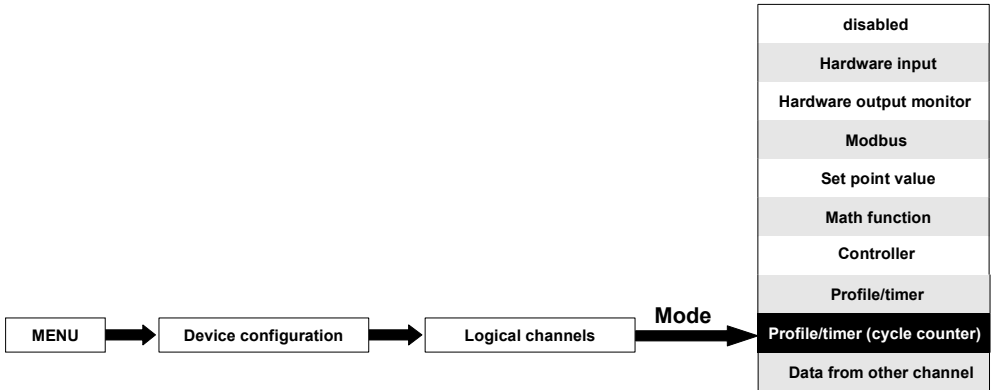 disabled
Hardware input
Hardware output monitor
Modbus
Set point value
Math function
Controller
Profile/timer
MENU
Device configuration
Logical channels
Mode
Profile/timer (cycle counter)
Data from other channel